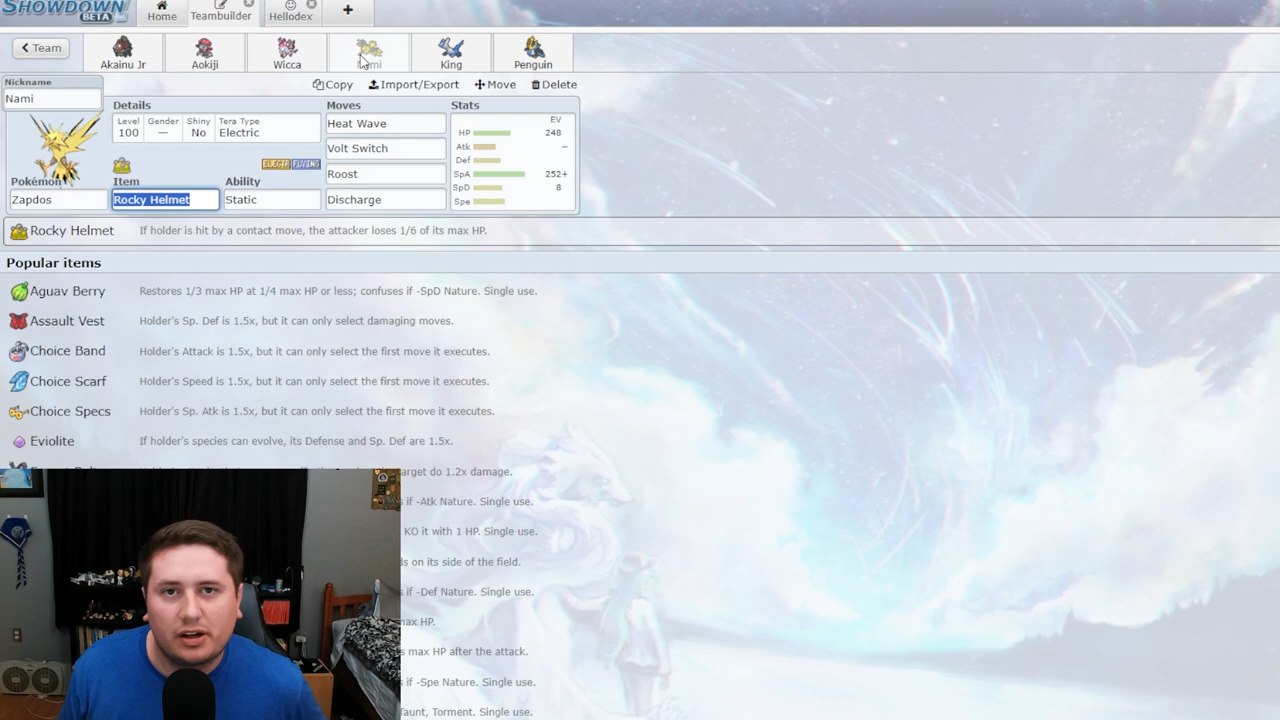 SHOWDOWN
BETA
Home
Teambuilder
Hellodex
+
Team
Akainu Jr
Aokiji
Wicca
Nami
King
Penguin
Nickname
Nami
Copy
Import/Export
Move
Delete
Details
Level
100
Gender
—
Shiny
No
Tera Type
Electric
ELECTR FLYING
Pokémon
Zapdos
Item
Rocky Helmet
Ability
Static
Moves
Heat Wave
Volt Switch
Roost
Discharge
Stats
EV
HP 248
Atk –
Def
SpA 252+
SpD 8
Spe
Rocky Helmet If holder is hit by a contact move, the attacker loses 1/6 of its max HP.
Popular items
Aguav Berry Restores 1/3 max HP at 1/4 max HP or less; confuses if -SpD Nature. Single use.
Assault Vest Holder's Sp. Def is 1.5x, but it can only select damaging moves.
Choice Band Holder's Attack is 1.5x, but it can only select the first move it executes.
Choice Scarf Holder's Speed is 1.5x, but it can only select the first move it executes.
Choice Specs Holder's Sp. Atk is 1.5x, but it can only select the first move it executes.
Eviolite If holder's species can evolve, its Defense and Sp. Def are 1.5x.
target do 1.2x damage.
if -Atk Nature. Single use.
KO it with 1 HP. Single use.
on its side of the field.
if -Def Nature. Single use.
max HP.
max HP after the attack.
if -Spe Nature. Single use.
Taunt, Torment. Single use.